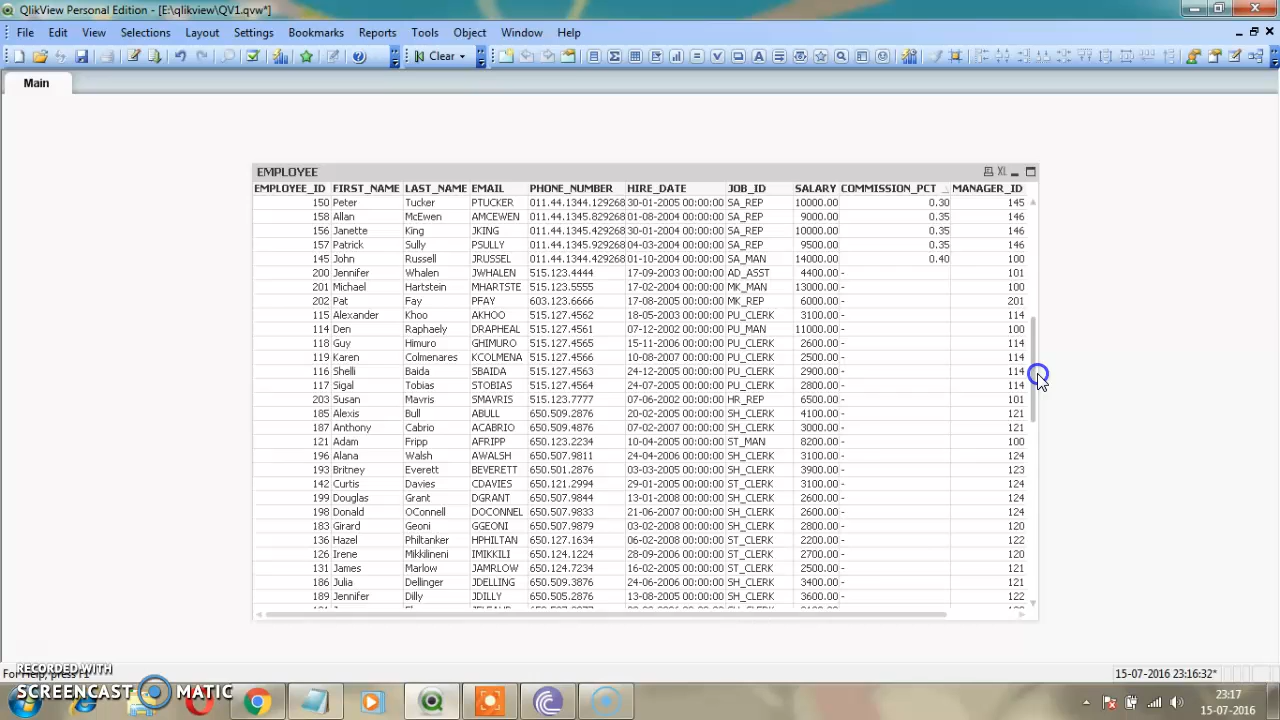 QlikView Personal Edition - [E:\qlikview\QV1.qvw*]
File Edit View Selections Layout Settings Bookmarks Reports Tools Object Window Help
Clear
Main
EMPLOYEE XL
EMPLOYEE_ID FIRST_NAME LAST_NAME EMAIL PHONE_NUMBER HIRE_DATE JOB_ID SALARY COMMISSION_PCT MANAGER_ID
150 Peter Tucker PTUCKER 011.44.1344.129268 30-01-2005 00:00:00 SA_REP 10000.00 0.30 145
158 Allan McEwen AMCEWEN 011.44.1345.829268 01-08-2004 00:00:00 SA_REP 9000.00 0.35 146
156 Janette King JKING 011.44.1345.429268 30-01-2004 00:00:00 SA_REP 10000.00 0.35 146
157 Patrick Sully PSULLY 011.44.1345.929268 04-03-2004 00:00:00 SA_REP 9500.00 0.35 146
145 John Russell JRUSSEL 011.44.1344.429268 01-10-2004 00:00:00 SA_MAN 14000.00 0.40 100
200 Jennifer Whalen JWHALEN 515.123.4444 17-09-2003 00:00:00 AD_ASST 4400.00 - 101
201 Michael Hartstein MHARTSTE 515.123.5555 17-02-2004 00:00:00 MK_MAN 13000.00 - 100
202 Pat Fay PFAY 603.123.6666 17-08-2005 00:00:00 MK_REP 6000.00 - 201
115 Alexander Khoo AKHOO 515.127.4562 18-05-2003 00:00:00 PU_CLERK 3100.00 - 114
114 Den Raphaely DRAPHEAL 515.127.4561 07-12-2002 00:00:00 PU_MAN 11000.00 - 100
118 Guy Himuro GHIMURO 515.127.4565 15-11-2006 00:00:00 PU_CLERK 2600.00 - 114
119 Karen Colmenares KCOLMENA 515.127.4566 10-08-2007 00:00:00 PU_CLERK 2500.00 - 114
116 Shelli Baida SBAIDA 515.127.4563 24-12-2005 00:00:00 PU_CLERK 2900.00 - 114
117 Sigal Tobias STOBIAS 515.127.4564 24-07-2005 00:00:00 PU_CLERK 2800.00 - 114
203 Susan Mavris SMAVRIS 515.123.7777 07-06-2002 00:00:00 HR_REP 6500.00 - 101
185 Alexis Bull ABULL 650.509.2876 20-02-2005 00:00:00 SH_CLERK 4100.00 - 121
187 Anthony Cabrio ACABRIO 650.509.4876 07-02-2007 00:00:00 SH_CLERK 3000.00 - 121
121 Adam Fripp AFRIPP 650.123.2234 10-04-2005 00:00:00 ST_MAN 8200.00 - 100
196 Alana Walsh AWALSH 650.507.9811 24-04-2006 00:00:00 SH_CLERK 3100.00 - 124
193 Britney Everett BEVERETT 650.501.2876 03-03-2005 00:00:00 SH_CLERK 3900.00 - 123
142 Curtis Davies CDAVIES 650.121.2994 29-01-2005 00:00:00 ST_CLERK 3100.00 - 124
199 Douglas Grant DGRANT 650.507.9844 13-01-2008 00:00:00 SH_CLERK 2600.00 - 124
198 Donald OConnell DOCONNEL 650.507.9833 21-06-2007 00:00:00 SH_CLERK 2600.00 - 124
183 Girard Geoni GGEONI 650.507.9879 03-02-2008 00:00:00 SH_CLERK 2800.00 - 120
136 Hazel Philtanker HPHILTAN 650.127.1634 06-02-2008 00:00:00 ST_CLERK 2200.00 - 122
126 Irene Mikkilineni IMIKKILI 650.124.1224 28-09-2006 00:00:00 ST_CLERK 2700.00 - 120
131 James Marlow JAMRLOW 650.124.7234 16-02-2005 00:00:00 ST_CLERK 2500.00 - 121
186 Julia Dellinger JDELLING 650.509.3876 24-06-2006 00:00:00 SH_CLERK 3400.00 - 121
189 Jennifer Dilly JDILLY 650.505.2876 13-08-2005 00:00:00 SH_CLERK 3600.00 - 122
For Help, press F1 15-07-2016 23:16:32*
RECORDED WITH
SCREENCAST MATIC
23:17
15-07-2016